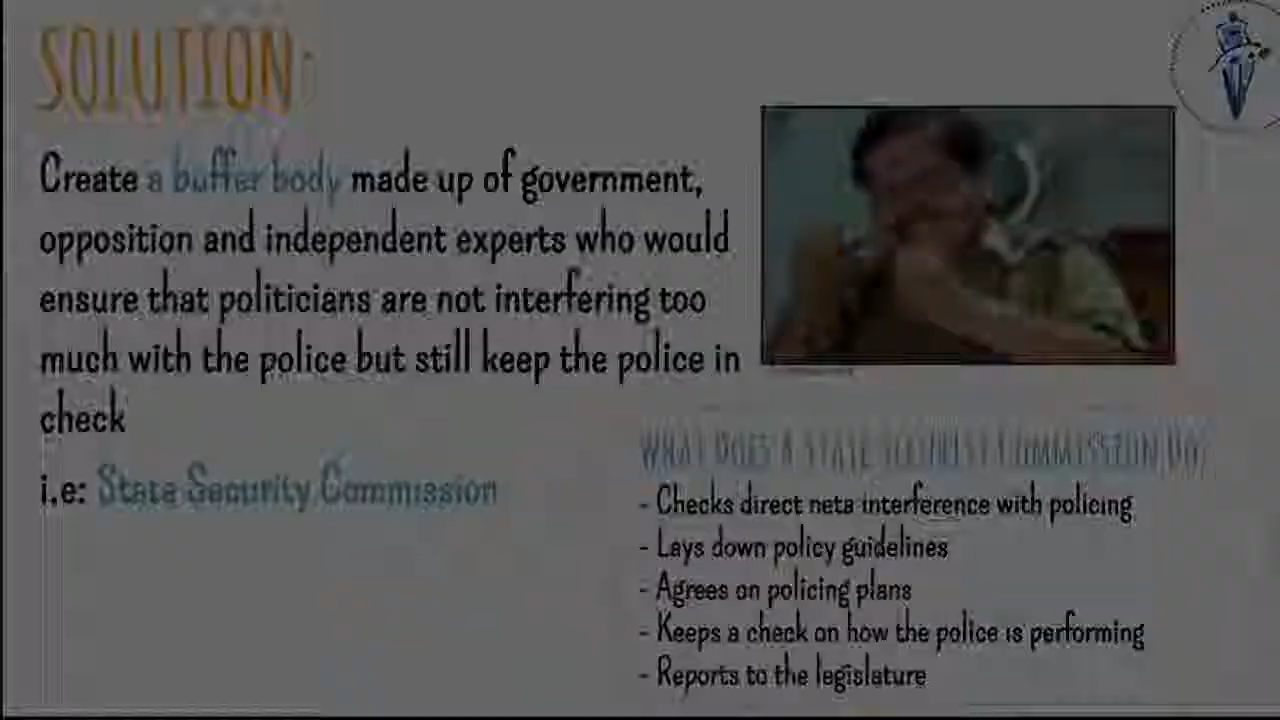 SOLUTION:
Create a buffer body made up of government,
opposition and independent experts who would
ensure that politicians are not interfering too
much with the police but still keep the police in
check
i.e: State Security Commission
WHAT DOES A STATE SECURITY COMMISSION DO?
- Checks direct neta interference with policing
- Lays down policy guidelines
- Agrees on policing plans
- Keeps a check on how the police is performing
- Reports to the legislature